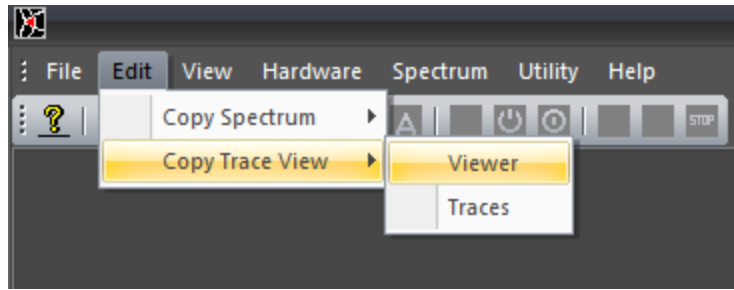 File Edit View Hardware Spectrum Utility Help
? A STOP
Copy Spectrum
Copy Trace View
Viewer
Traces